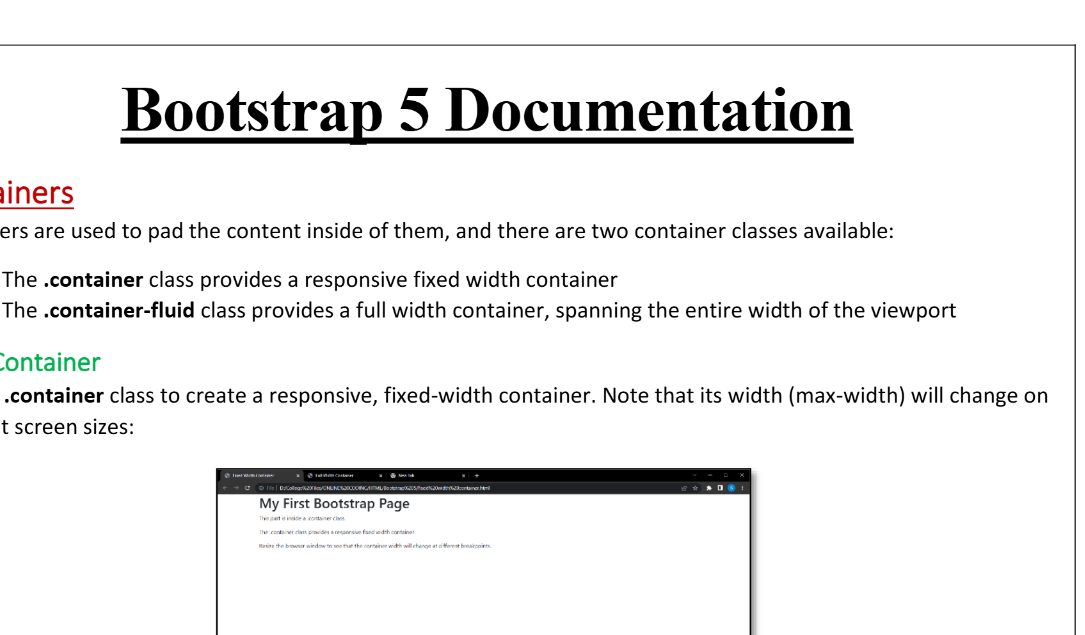 Bootstrap 5 Documentation
ainers
ers are used to pad the content inside of them, and there are two container classes available:
The .container class provides a responsive fixed width container
The .container-fluid class provides a full width container, spanning the entire width of the viewport
Container
.container class to create a responsive, fixed-width container. Note that its width (max-width) will change on
t screen sizes:
Fixed Width Container Full Width Container New Tab
File D:/College%20Files/ONLINE%20CODING/HTML/Bootstrap%205/Fixed%20width%20container.html
My First Bootstrap Page
This part is inside a .container class.
The .container class provides a responsive fixed width container.
Resize the browser window to see that the container width will change at different breakpoints.